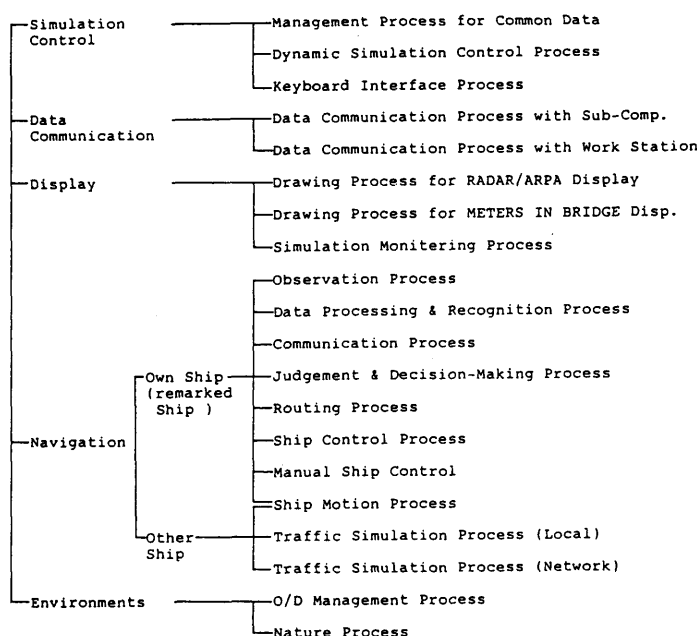 Simulation
Control
Management Process for Common Data
Dynamic Simulation Control Process
Keyboard Interface Process
Data
Communication
Data Communication Process with Sub-Comp.
Data Communication Process with Work Station
Display
Drawing Process for RADAR/ARPA Display
Drawing Process for METERS IN BRIDGE Disp.
Simulation Monitering Process
Navigation
Own Ship
(remarked
Ship )
Observation Process
Data Processing & Recognition Process
Communication Process
Judgement & Decision-Making Process
Routing Process
Ship Control Process
Manual Ship Control
Ship Motion Process
Other
Ship
Traffic Simulation Process (Local)
Traffic Simulation Process (Network)
Environments
O/D Management Process
Nature Process